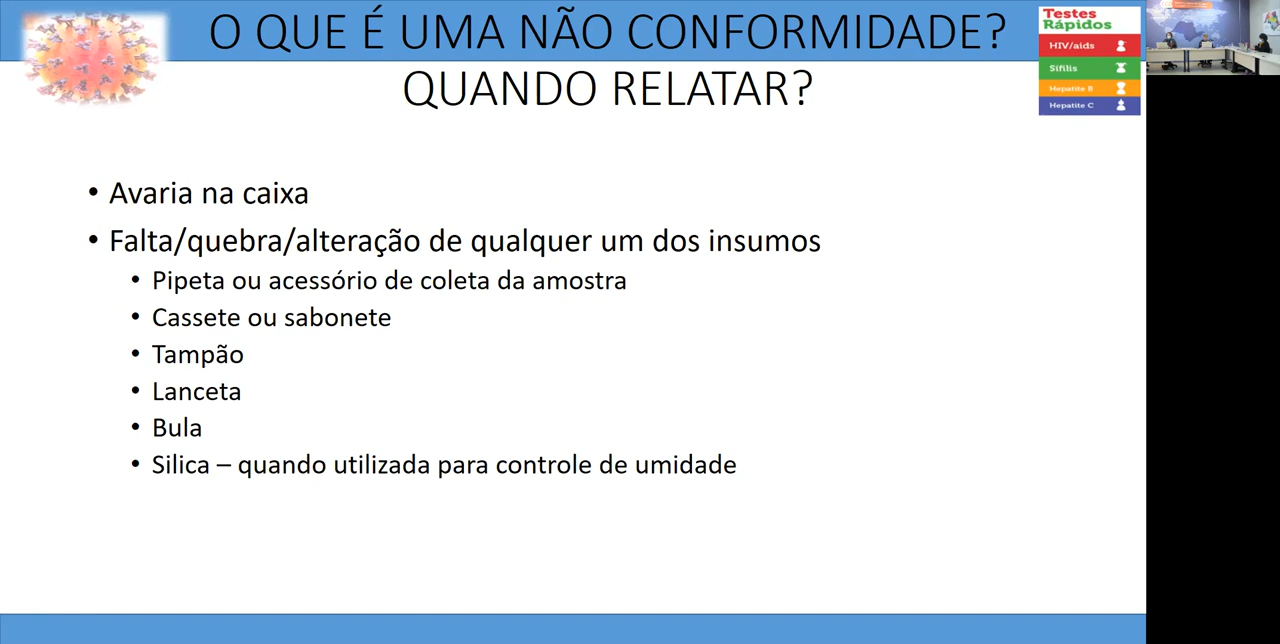 O QUE É UMA NÃO CONFORMIDADE?
QUANDO RELATAR?
Testes
Rápidos
HIV/aids
Sífilis
Hepatite B
Hepatite C
• Avaria na caixa
• Falta/quebra/alteração de qualquer um dos insumos
• Pipeta ou acessório de coleta da amostra
• Cassete ou sabonete
• Tampão
• Lanceta
• Bula
• Silica – quando utilizada para controle de umidade